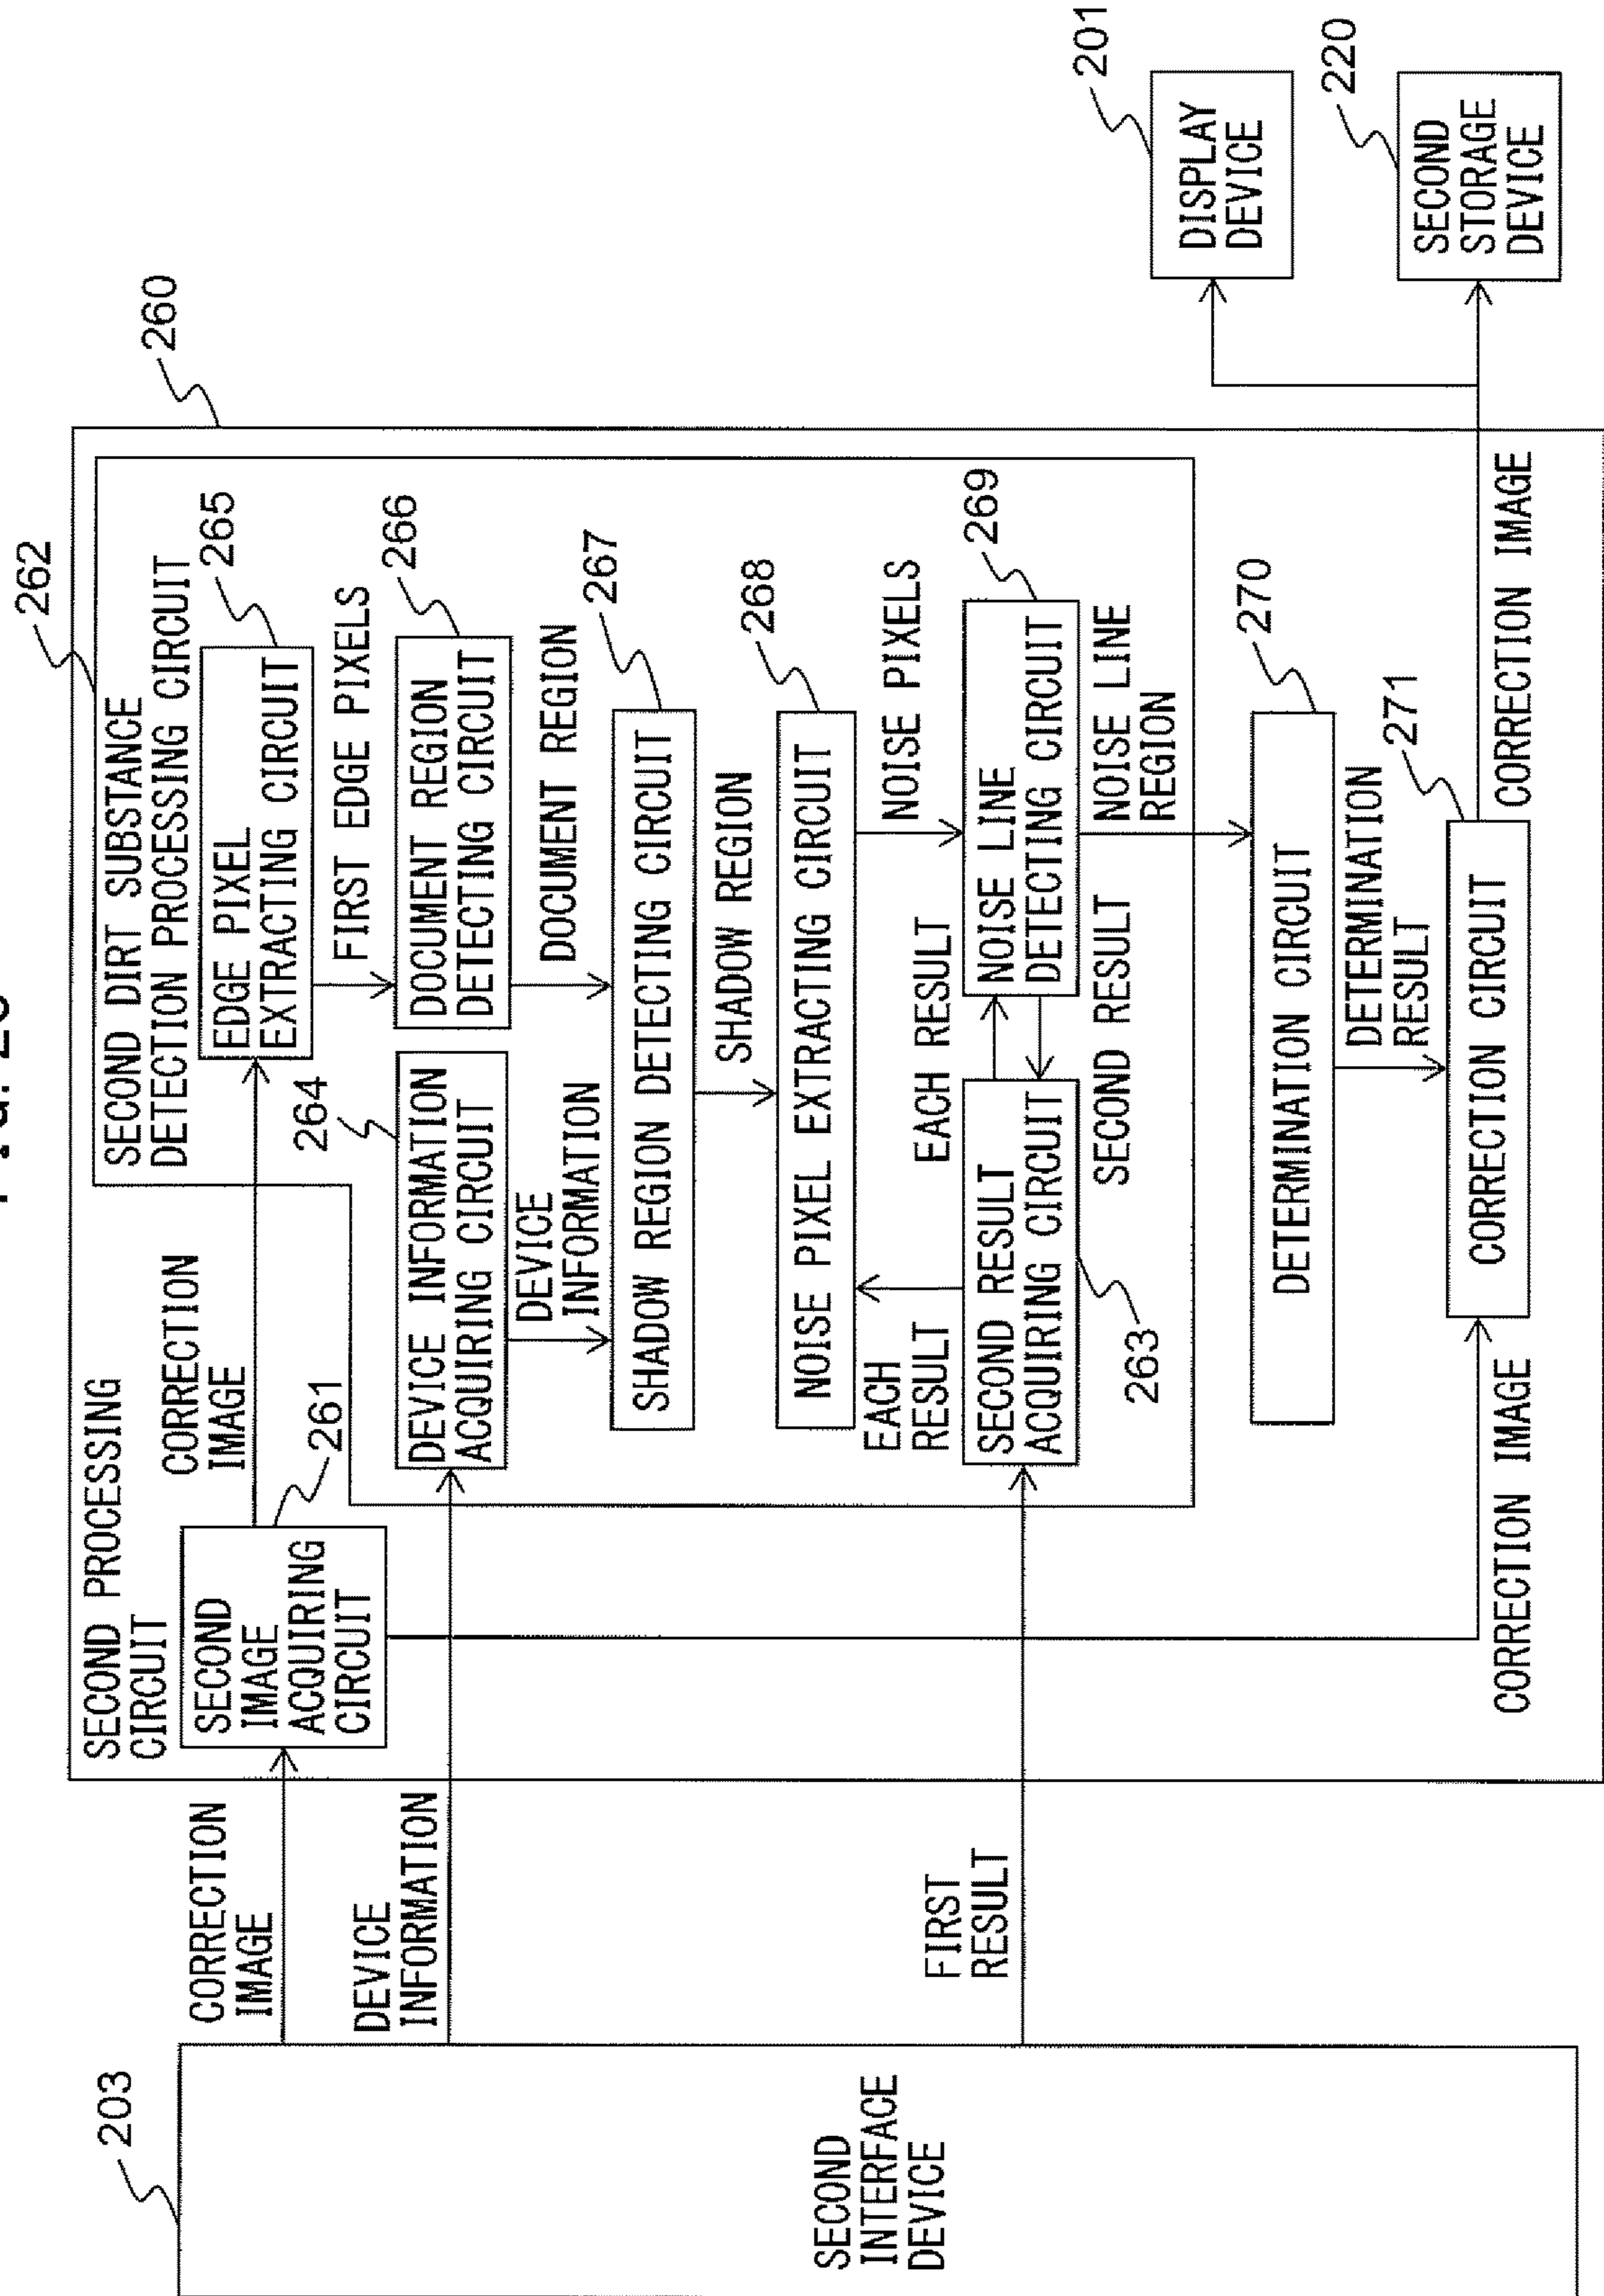 203
SECOND
INTERFACE
DEVICE
CORRECTION
IMAGE
DEVICE
INFORMATION
FIRST
RESULT
260
SECOND PROCESSING
CIRCUIT
SECOND
IMAGE
ACQUIRING
CIRCUIT
261
CORRECTION
IMAGE
262
SECOND DIRT SUBSTANCE
DETECTION PROCESSING CIRCUIT
EDGE PIXEL
EXTRACTING CIRCUIT
265
FIRST EDGE PIXELS
264
DEVICE INFORMATION
ACQUIRING CIRCUIT
DOCUMENT REGION
DETECTING CIRCUIT
266
DEVICE
INFORMATION
DOCUMENT REGION
SHADOW REGION DETECTING CIRCUIT
267
SHADOW REGION
NOISE PIXEL EXTRACTING CIRCUIT
268
EACH
RESULT
EACH RESULT
NOISE PIXELS
SECOND RESULT
ACQUIRING CIRCUIT
263
NOISE LINE
DETECTING CIRCUIT
269
SECOND RESULT
NOISE LINE
REGION
DETERMINATION CIRCUIT
270
DETERMINATION
RESULT
CORRECTION CIRCUIT
271
CORRECTION IMAGE
CORRECTION IMAGE
DISPLAY
DEVICE
201
SECOND
STORAGE
DEVICE
220